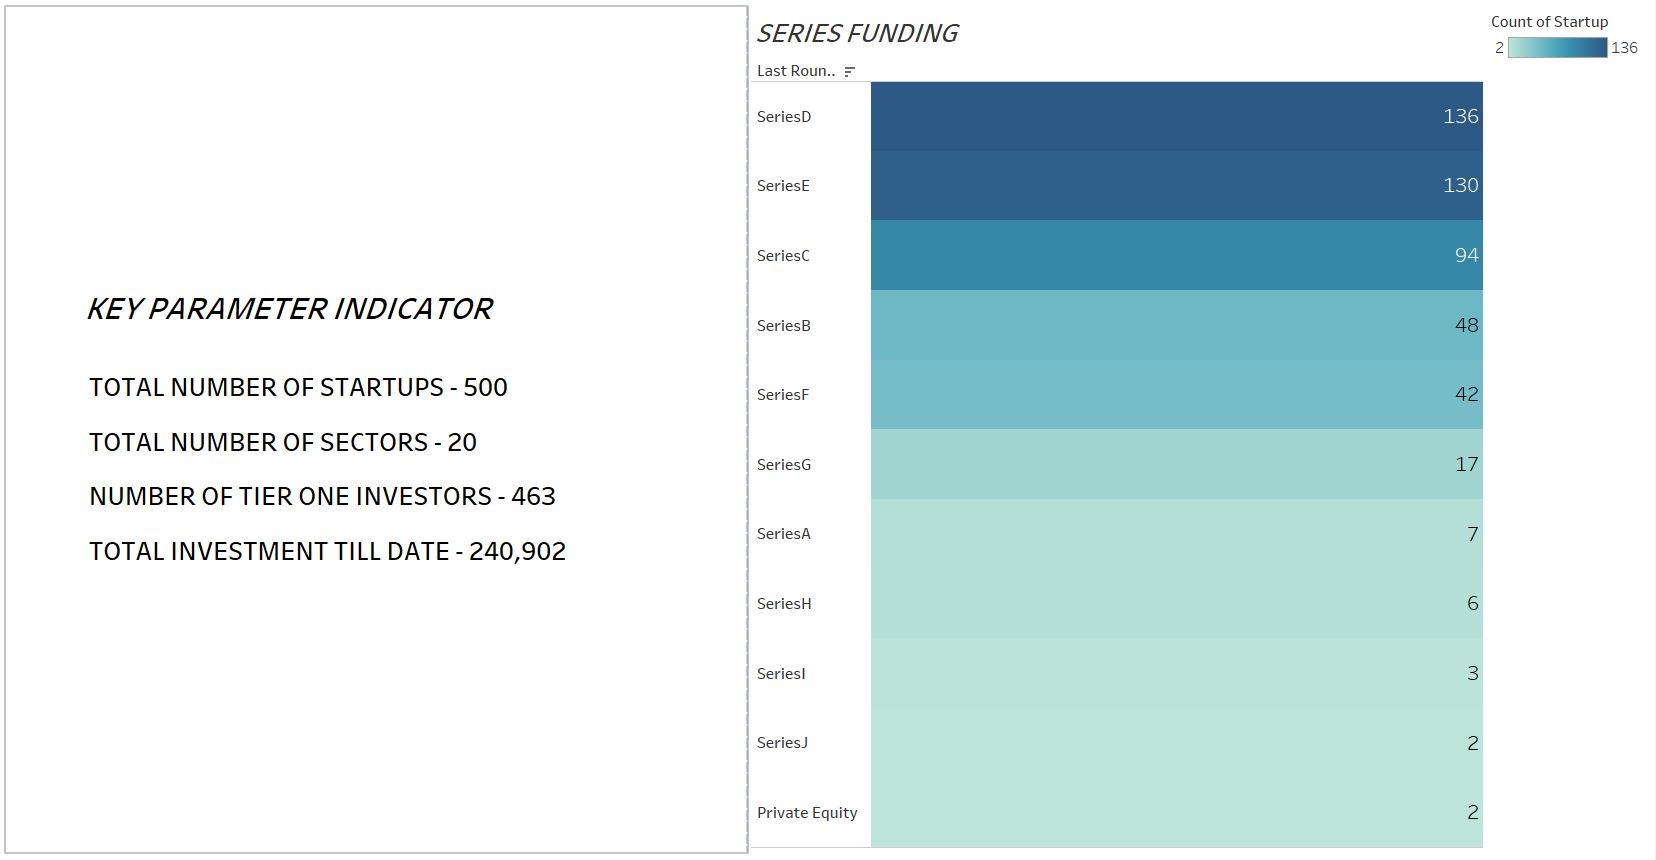 KEY PARAMETER INDICATOR
TOTAL NUMBER OF STARTUPS - 500
TOTAL NUMBER OF SECTORS - 20
NUMBER OF TIER ONE INVESTORS - 463
TOTAL INVESTMENT TILL DATE - 240,902
SERIES FUNDING
Last Roun..
SeriesD 136
SeriesE 130
SeriesC 94
SeriesB 48
SeriesF 42
SeriesG 17
SeriesA 7
SeriesH 6
SeriesI 3
SeriesJ 2
Private Equity 2
Count of Startup
2 136